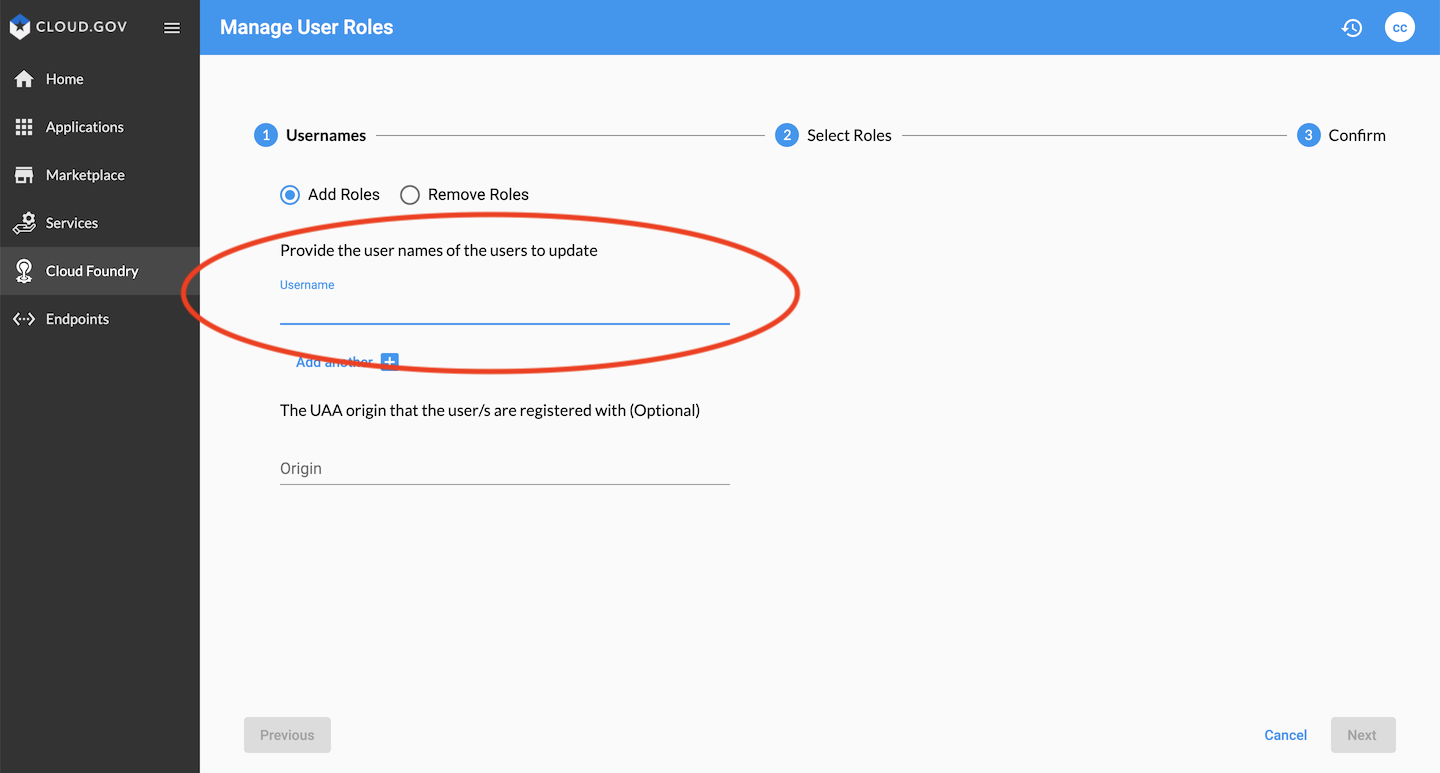 CLOUD.GOV
Manage User Roles
CC
Home
Applications
Marketplace
Services
Cloud Foundry
Endpoints
1 Usernames
2 Select Roles
3 Confirm
Add Roles Remove Roles
Provide the user names of the users to update
Username
Add another
The UAA origin that the user/s are registered with (Optional)
Origin
Previous
Cancel
Next